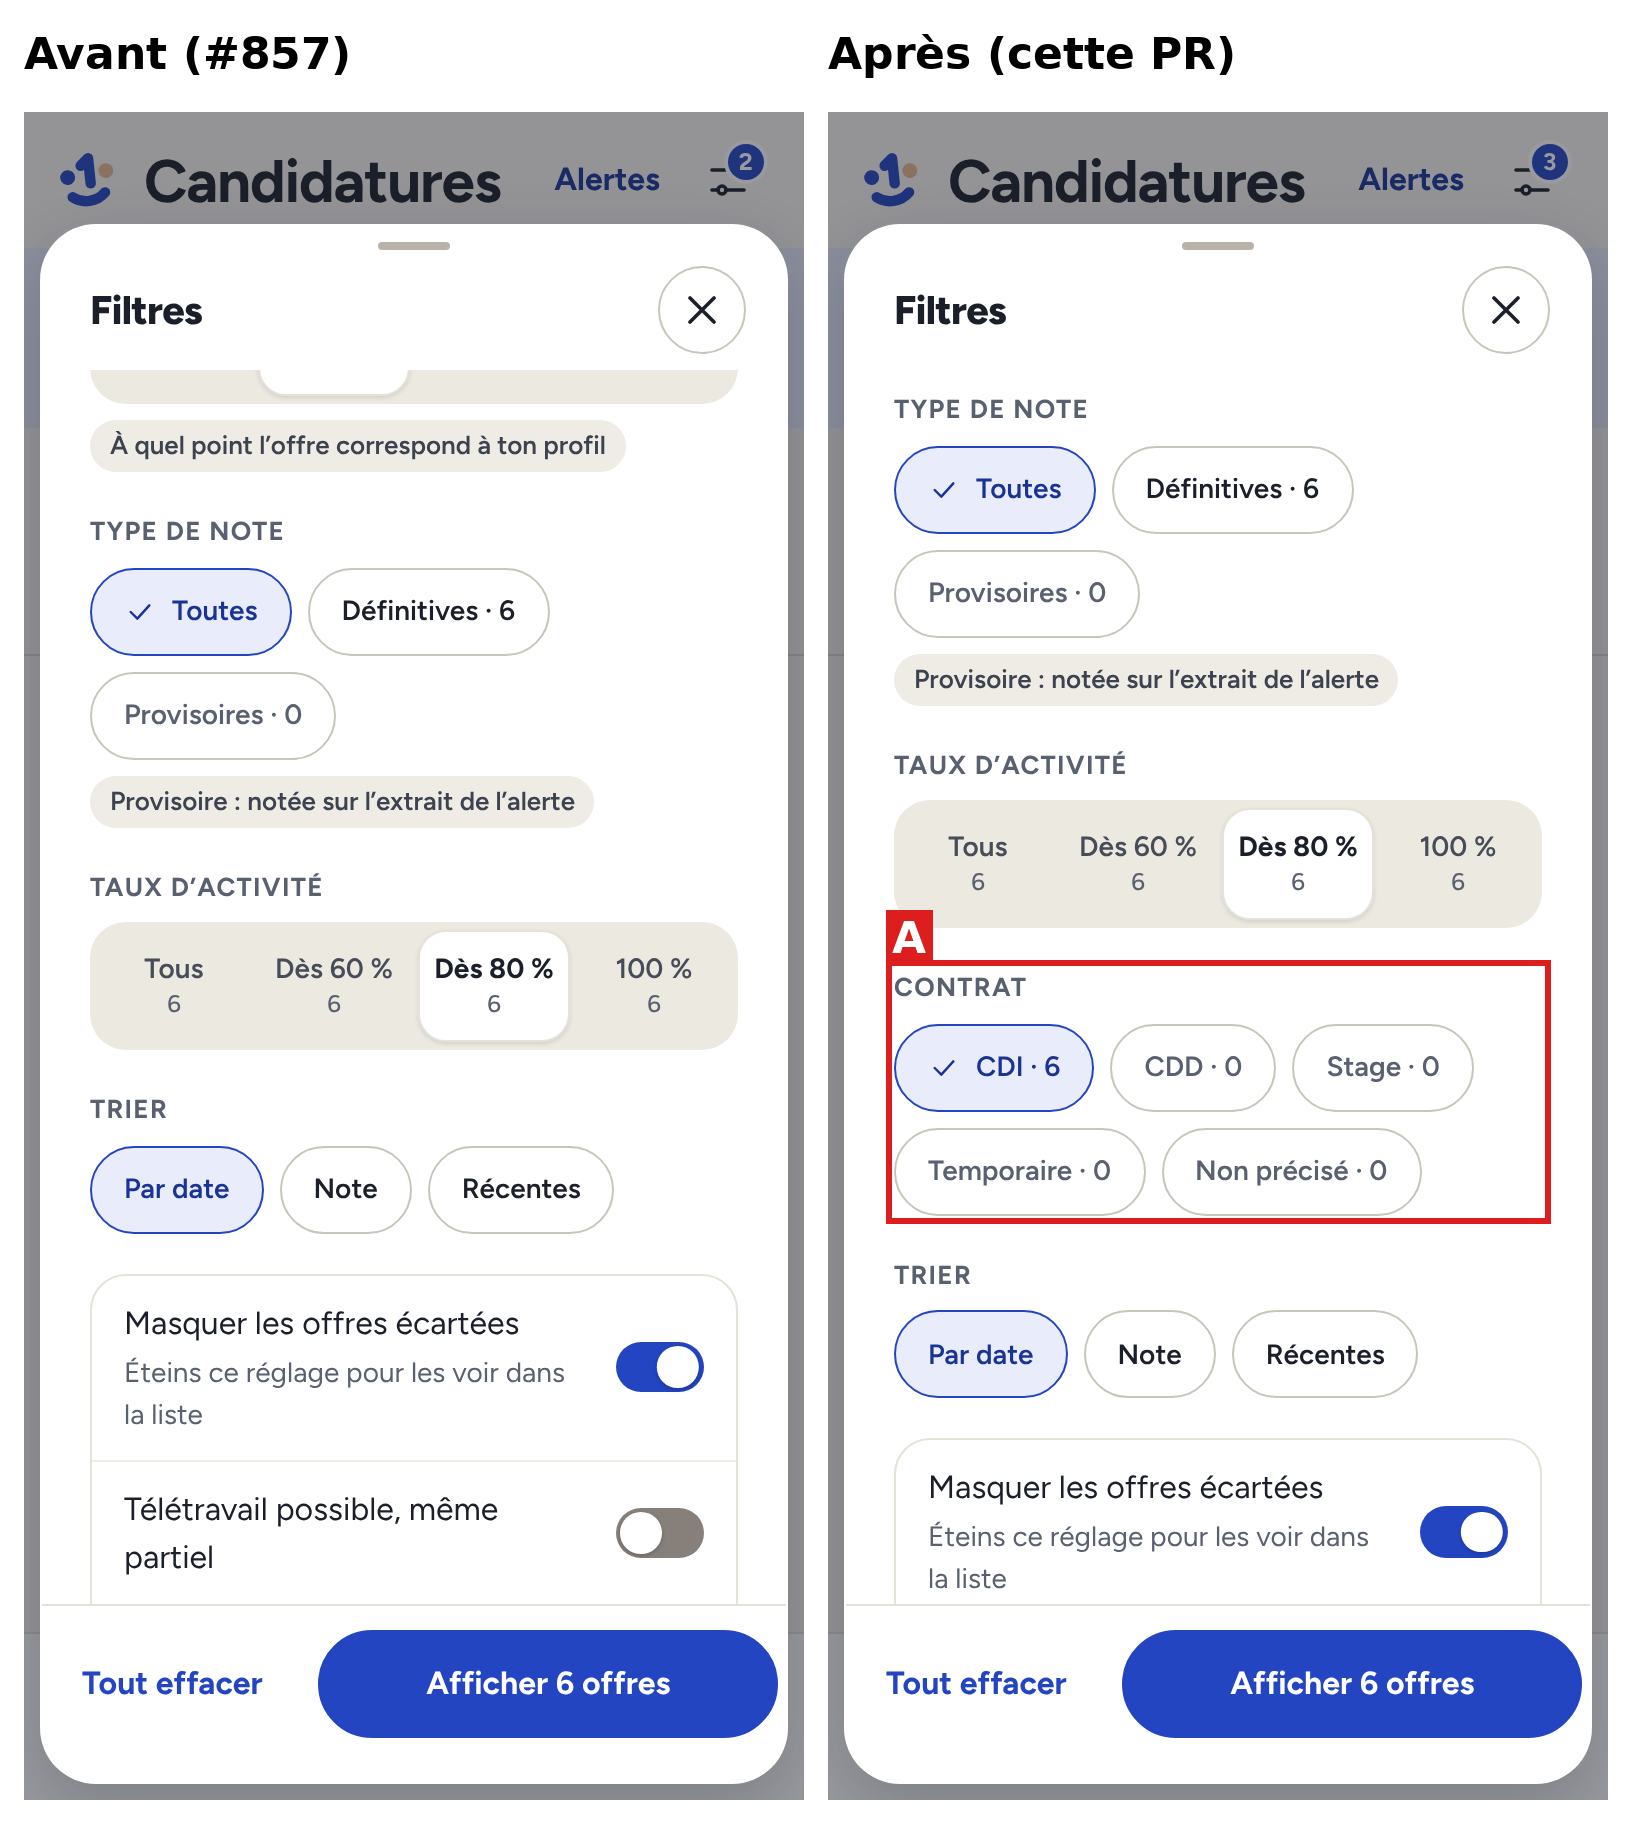 Avant (#857)
Candidatures Alertes 2
Filtres
À quel point l’offre correspond à ton profil
TYPE DE NOTE
Toutes Définitives · 6
Provisoires · 0
Provisoire : notée sur l’extrait de l’alerte
TAUX D’ACTIVITÉ
Tous Dès 60 % Dès 80 % 100 %
6 6 6 6
TRIER
Par date Note Récentes
Masquer les offres écartées
Éteins ce réglage pour les voir dans
la liste
Télétravail possible, même
partiel
Tout effacer Afficher 6 offres
Après (cette PR)
Candidatures Alertes 3
Filtres
TYPE DE NOTE
Toutes Définitives · 6
Provisoires · 0
Provisoire : notée sur l’extrait de l’alerte
TAUX D’ACTIVITÉ
Tous Dès 60 % Dès 80 % 100 %
6 6 6 6
A
CONTRAT
CDI · 6 CDD · 0 Stage · 0
Temporaire · 0 Non précisé · 0
TRIER
Par date Note Récentes
Masquer les offres écartées
Éteins ce réglage pour les voir dans
la liste
Tout effacer Afficher 6 offres